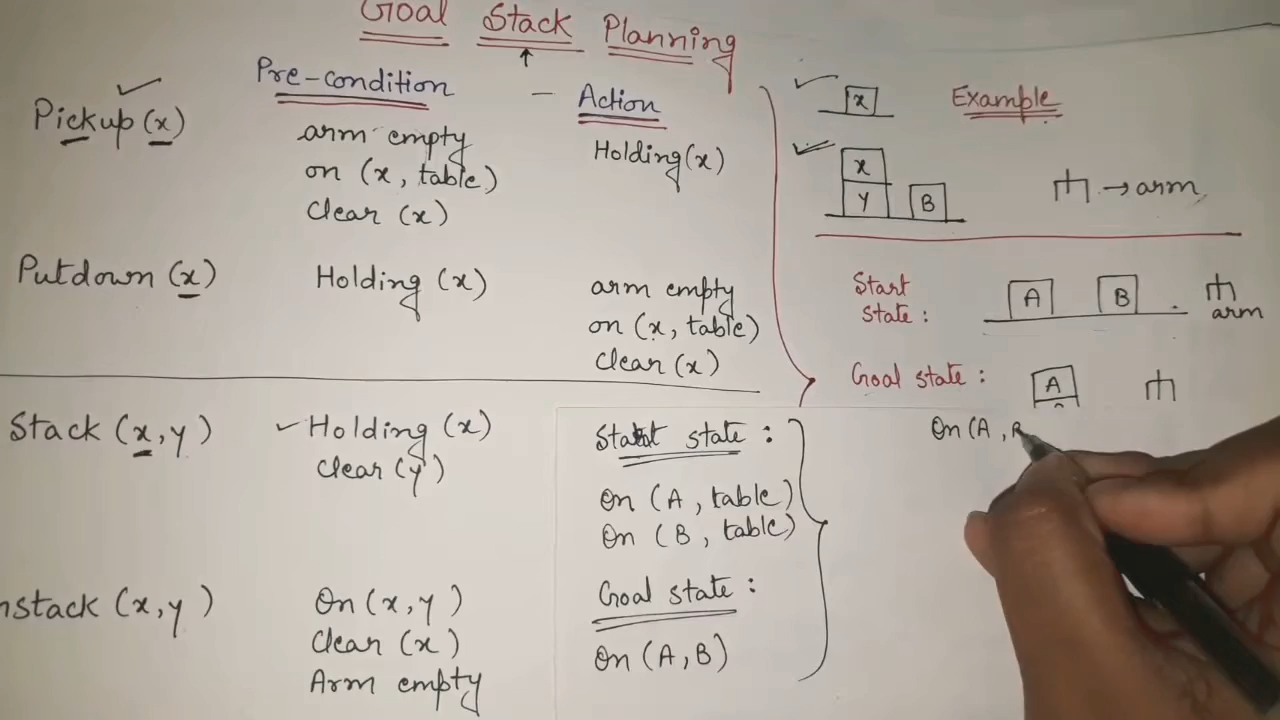 Goal Stack Planning
Pre-condition – Action
Pickup (x)
arm empty
on (x, table)
Clear (x)
Holding (x)
Putdown (x)
Holding (x)
arm empty
on (x, table)
Clear (x)
Stack (x, y)
Holding (x)
Clear (y)
nstack (x, y)
On (x, y)
Clear (x)
Arm empty
Start state :
On (A, table)
On (B, table)
Goal state :
On (A, B)
x
Example
x
y B
→ arm
Start
state :
A B
arm
Goal state :
A
On (A, B